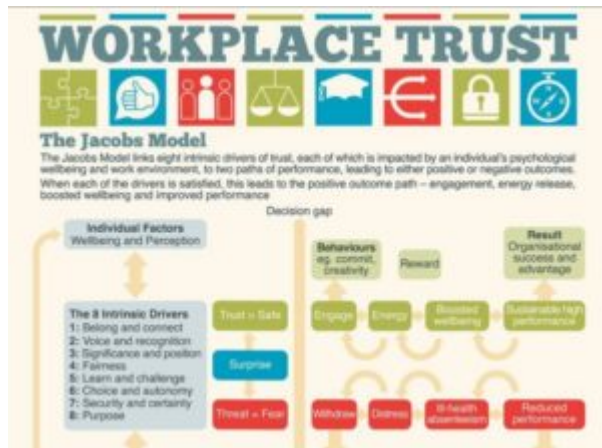 WORKPLACE TRUST
The Jacobs Model
The Jacobs Model links eight intrinsic drivers of trust, each of which is impacted by an individual's psychological
wellbeing and work environment, to two paths of performance, leading to either positive or negative outcomes.
When each of the drivers is satisfied, this leads to the positive outcome path – engagement, energy release,
boosted wellbeing and improved performance
Decision gap
Individual Factors
Wellbeing and Perception
Behaviours
eg. commit,
creativity
Reward
Result
Organisational
success and
advantage
The 8 Intrinsic Drivers
1: Belong and connect
2: Voice and recognition
3: Significance and position
4: Fairness
5: Learn and challenge
6: Choice and autonomy
7: Security and certainty
8: Purpose
Trust = Safe
Surprise
Threat = Fear
Engage
Energy
Boosted
wellbeing
Sustainable high
performance
Withdraw
Distress
Ill-health
absenteeism
Reduced
performance